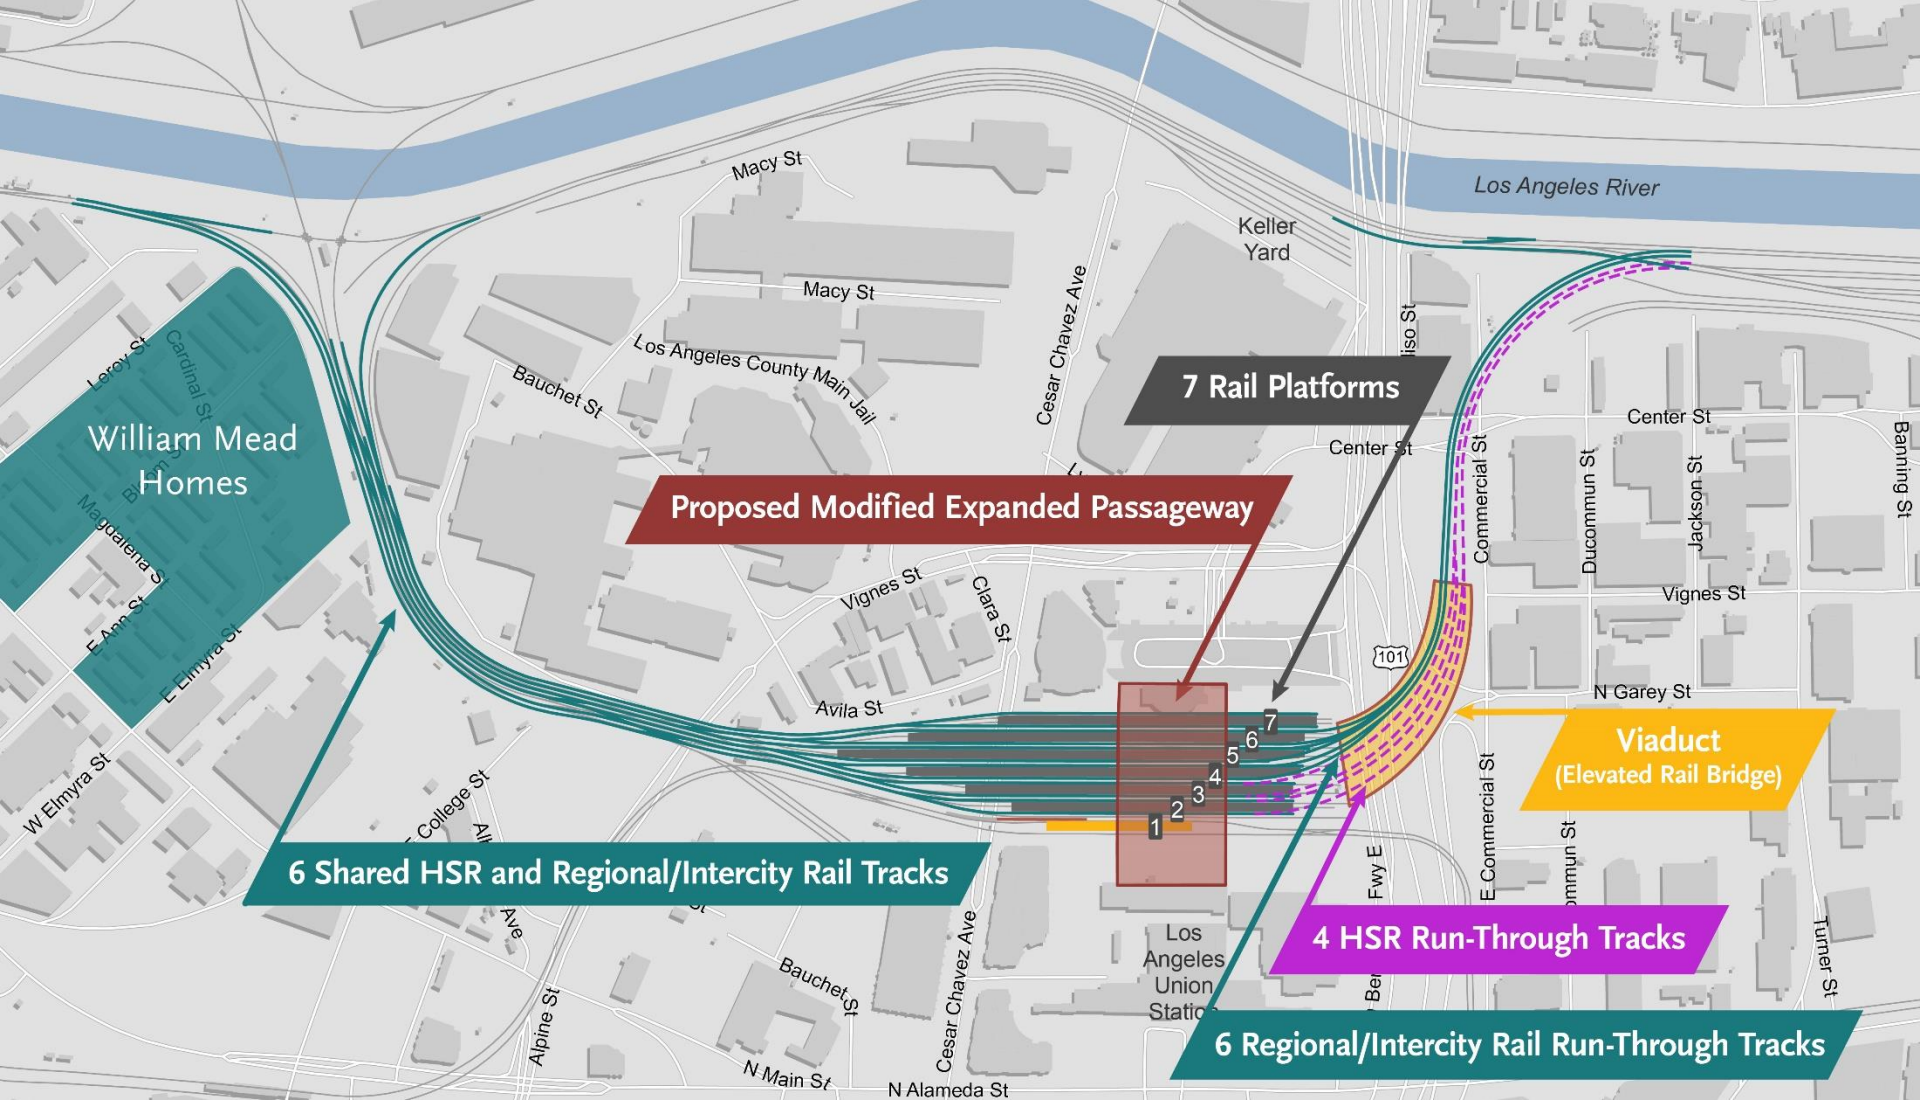 Los Angeles River
Macy St
Keller
Yard
Macy St
Los Angeles County Main Jail
Cesar Chavez Ave
Leroy St
Cardinal St
Bauchet St
7 Rail Platforms
Center St
Center St
William Mead
Homes
Magdalena St
Commercial St
Ducommun St
Jackson St
Banning St
Proposed Modified Expanded Passageway
Vignes St
Clara St
Vignes St
E Ann St
E Elmyra St
101
Avila St
N Garey St
7
6
5
4
3
2
1
Viaduct
(Elevated Rail Bridge)
W Elmyra St
E College St
E Commercial St
Fwy E
6 Shared HSR and Regional/Intercity Rail Tracks
Ave
4 HSR Run-Through Tracks
Los
Angeles
Union
Station
Bauchet St
Cesar Chavez Ave
Alpine St
Turner St
6 Regional/Intercity Rail Run-Through Tracks
N Main St
N Alameda St